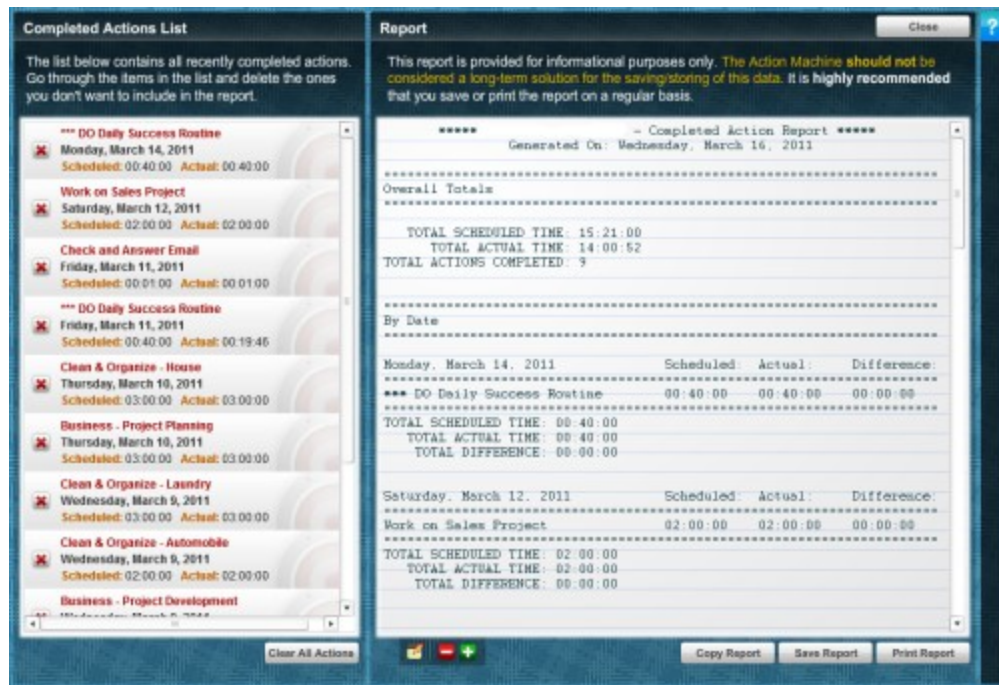 Completed Actions List
The list below contains all recently completed actions.
Go through the items in the list and delete the ones
you don't want to include in the report.
*** DO Daily Success Routine
Monday, March 14, 2011
Scheduled: 00:40:00 Actual: 00:40:00
Work on Sales Project
Saturday, March 12, 2011
Scheduled: 02:00:00 Actual: 02:00:00
Check and Answer Email
Friday, March 11, 2011
Scheduled: 00:01:00 Actual: 00:01:00
*** DO Daily Success Routine
Friday, March 11, 2011
Scheduled: 00:40:00 Actual: 00:19:46
Clean & Organize - House
Thursday, March 10, 2011
Scheduled: 03:00:00 Actual: 03:00:00
Business - Project Planning
Thursday, March 10, 2011
Scheduled: 03:00:00 Actual: 03:00:00
Clean & Organize - Laundry
Wednesday, March 9, 2011
Scheduled: 03:00:00 Actual: 03:00:00
Clean & Organize - Automobile
Wednesday, March 9, 2011
Scheduled: 02:00:00 Actual: 02:00:00
Business - Project Development
Clear All Actions
Report
Close
?
This report is provided for informational purposes only. The Action Machine should not be
considered a long-term solution for the saving/storing of this data. It is highly recommended
that you save or print the report on a regular basis.
***** - Completed Action Report *****
Generated On: Wednesday, March 16, 2011
Overall Totals
TOTAL SCHEDULED TIME: 15:21:00
TOTAL ACTUAL TIME: 14:00:52
TOTAL ACTIONS COMPLETED: 9
By Date
Monday, March 14, 2011 Scheduled: Actual: Difference:
*** DO Daily Success Routine 00:40:00 00:40:00 00:00:00
TOTAL SCHEDULED TIME: 00:40:00
TOTAL ACTUAL TIME: 00:40:00
TOTAL DIFFERENCE: 00:00:00
Saturday, March 12, 2011 Scheduled: Actual: Difference:
Work on Sales Project 02:00:00 02:00:00 00:00:00
TOTAL SCHEDULED TIME: 02:00:00
TOTAL ACTUAL TIME: 02:00:00
TOTAL DIFFERENCE: 00:00:00
Copy Report
Save Report
Print Report